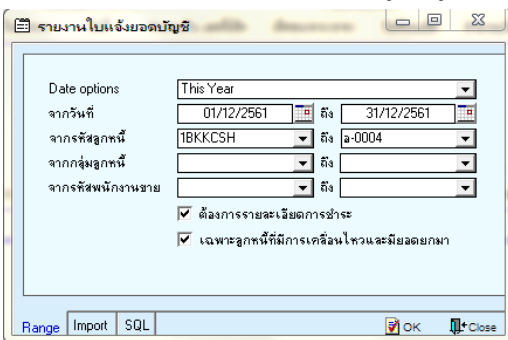 รายงานใบแจ้งยอดบัญชี
Date options This Year
จากวันที่ 01/12/2561 ถึง 31/12/2561
จากรหัสลูกหนี้ 1BKKCSH ถึง a-0004
จากกลุ่มลูกหนี้ ถึง
จากรหัสพนักงานขาย ถึง
ต้องการรายละเอียดการชำระ
เฉพาะลูกหนี้ที่มีการเคลื่อนไหวและมียอดยกมา
Range Import SQL OK Close